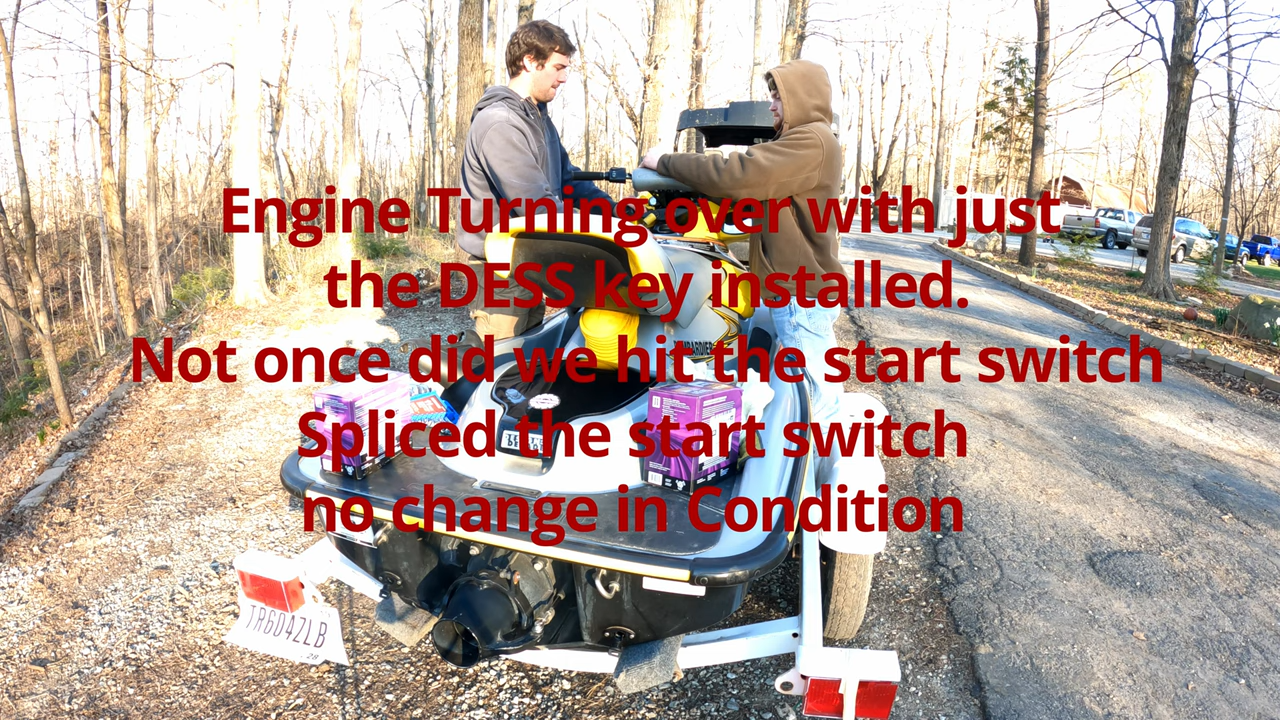 Engine Turning over with just
the DESS key installed.
Not once did we hit the start switch
Spliced the start switch
no change in Condition
TR604ZLB